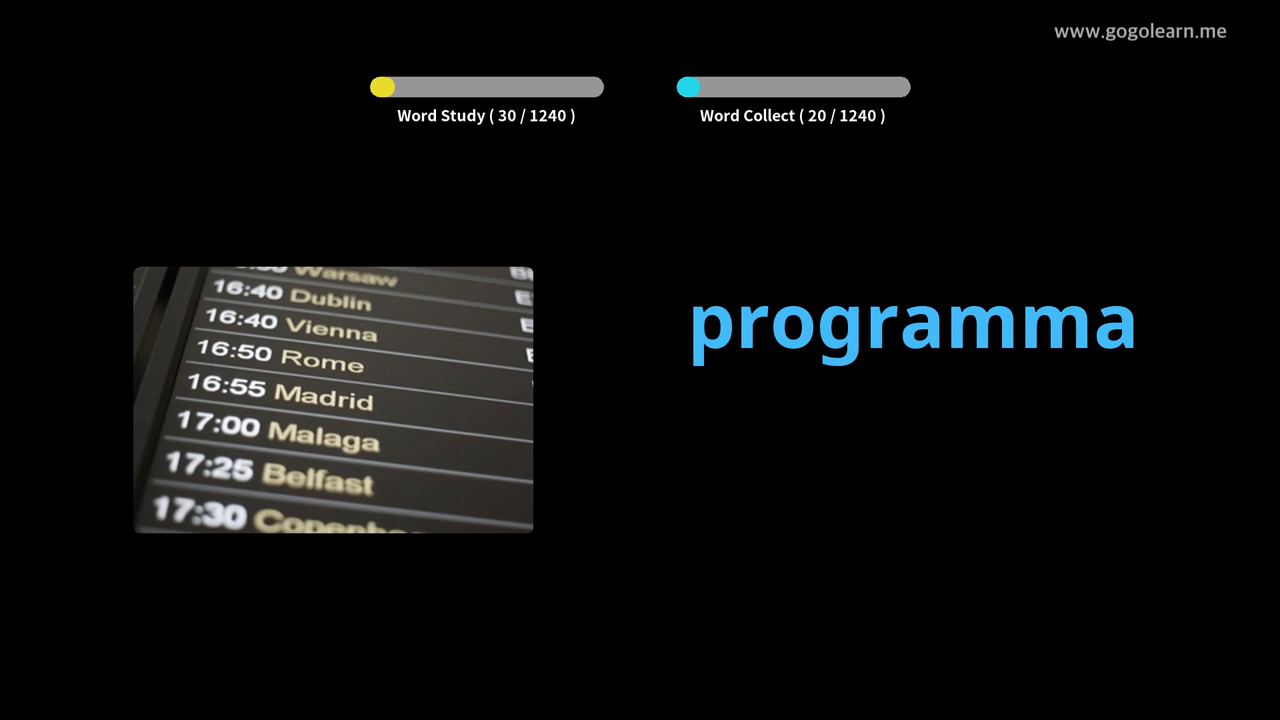 www.gogolearn.me
Word Study ( 30 / 1240 )
Word Collect ( 20 / 1240 )
programma
Warsaw
16:40 Dublin
16:40 Vienna
16:50 Rome
16:55 Madrid
17:00 Malaga
17:25 Belfast
17:30